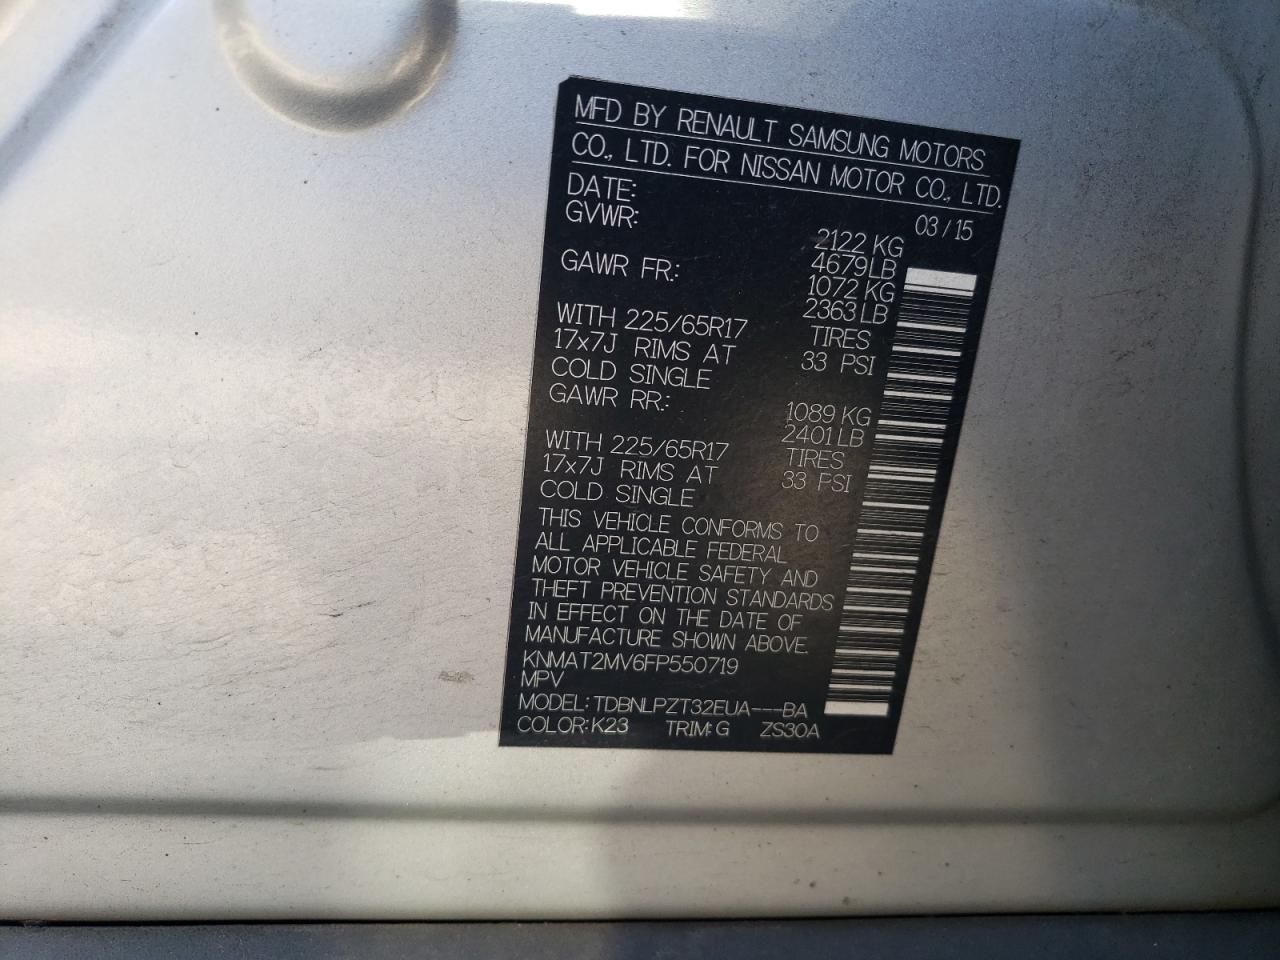 MFD BY RENAULT SAMSUNG MOTORS
CO., LTD. FOR NISSAN MOTOR CO., LTD.
DATE: 03/15
GVWR: 2122 KG
4679 LB
GAWR FR: 1072 KG
2363 LB
WITH 225/65R17 TIRES
17x7J RIMS AT 33 PSI
COLD SINGLE
GAWR RR: 1089 KG
2401 LB
WITH 225/65R17 TIRES
17x7J RIMS AT 33 PSI
COLD SINGLE
THIS VEHICLE CONFORMS TO
ALL APPLICABLE FEDERAL
MOTOR VEHICLE SAFETY AND
THEFT PREVENTION STANDARDS
IN EFFECT ON THE DATE OF
MANUFACTURE SHOWN ABOVE.
KNMAT2MV6FP550719
MPV
MODEL: TDBNLPZT32EUA---BA
COLOR: K23 TRIM: G ZS30A